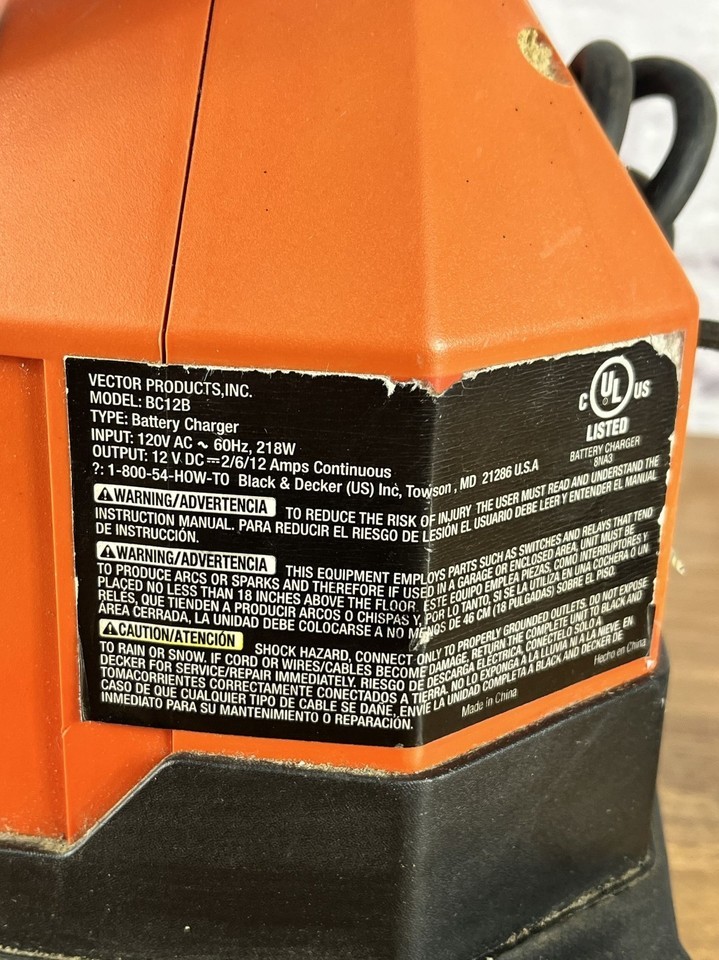 VECTOR PRODUCTS,INC.
MODEL: BC12B
TYPE: Battery Charger
INPUT: 120V AC ~ 60Hz, 218W
OUTPUT: 12 V DC⎓2/6/12 Amps Continuous
?: 1-800-54-HOW-TO Black & Decker (US) Inc, Towson, MD 21286 U.S.A
C UL US
LISTED
BATTERY CHARGER
8NA3
⚠WARNING/ADVERTENCIA TO REDUCE THE RISK OF INJURY THE USER MUST READ AND UNDERSTAND THE
INSTRUCTION MANUAL. PARA REDUCIR EL RIESGO DE LESIÓN EL USUARIO DEBE LEER Y ENTENDER EL MANUAL
DE INSTRUCCIÓN.
⚠WARNING/ADVERTENCIA THIS EQUIPMENT EMPLOYS PARTS SUCH AS SWITCHES AND RELAYS THAT TEND
TO PRODUCE ARCS OR SPARKS AND THEREFORE IF USED IN A GARAGE OR ENCLOSED AREA, UNIT MUST BE
PLACED NO LESS THAN 18 INCHES ABOVE THE FLOOR. ESTE EQUIPO EMPLEA PIEZAS, COMO INTERRUPTORES Y
RELÉS, QUE TIENDEN A PRODUCIR ARCOS O CHISPAS Y, POR LO TANTO, SI SE LA UTILIZA EN UNA COCHERA O UN
ÁREA CERRADA, LA UNIDAD DEBE COLOCARSE A NO MENOS DE 46 CM (18 PULGADAS) SOBRE EL PISO.
⚠CAUTION/ATENCIÓN SHOCK HAZARD, CONNECT ONLY TO PROPERLY GROUNDED OUTLETS. DO NOT EXPOSE
TO RAIN OR SNOW. IF CORD OR WIRES/CABLES BECOME DAMAGE, RETURN THE COMPLETE UNIT TO BLACK AND
DECKER FOR SERVICE/REPAIR IMMEDIATELY. RIESGO DE DESCARGA ELÉCTRICA, CONÉCTELO SOLO A
TOMACORRIENTES CORRECTAMENTE CONECTADOS A TIERRA. NO LO EXPONGA A LA LLUVIA NI A LA NIEVE. EN
CASO DE QUE CUALQUIER TIPO DE CABLE SE DAÑE, ENVÍE LA UNIDAD COMPLETA A BLACK AND DECKER DE
INMEDIATO PARA SU MANTENIMIENTO O REPARACIÓN. Made in China Hecho en China